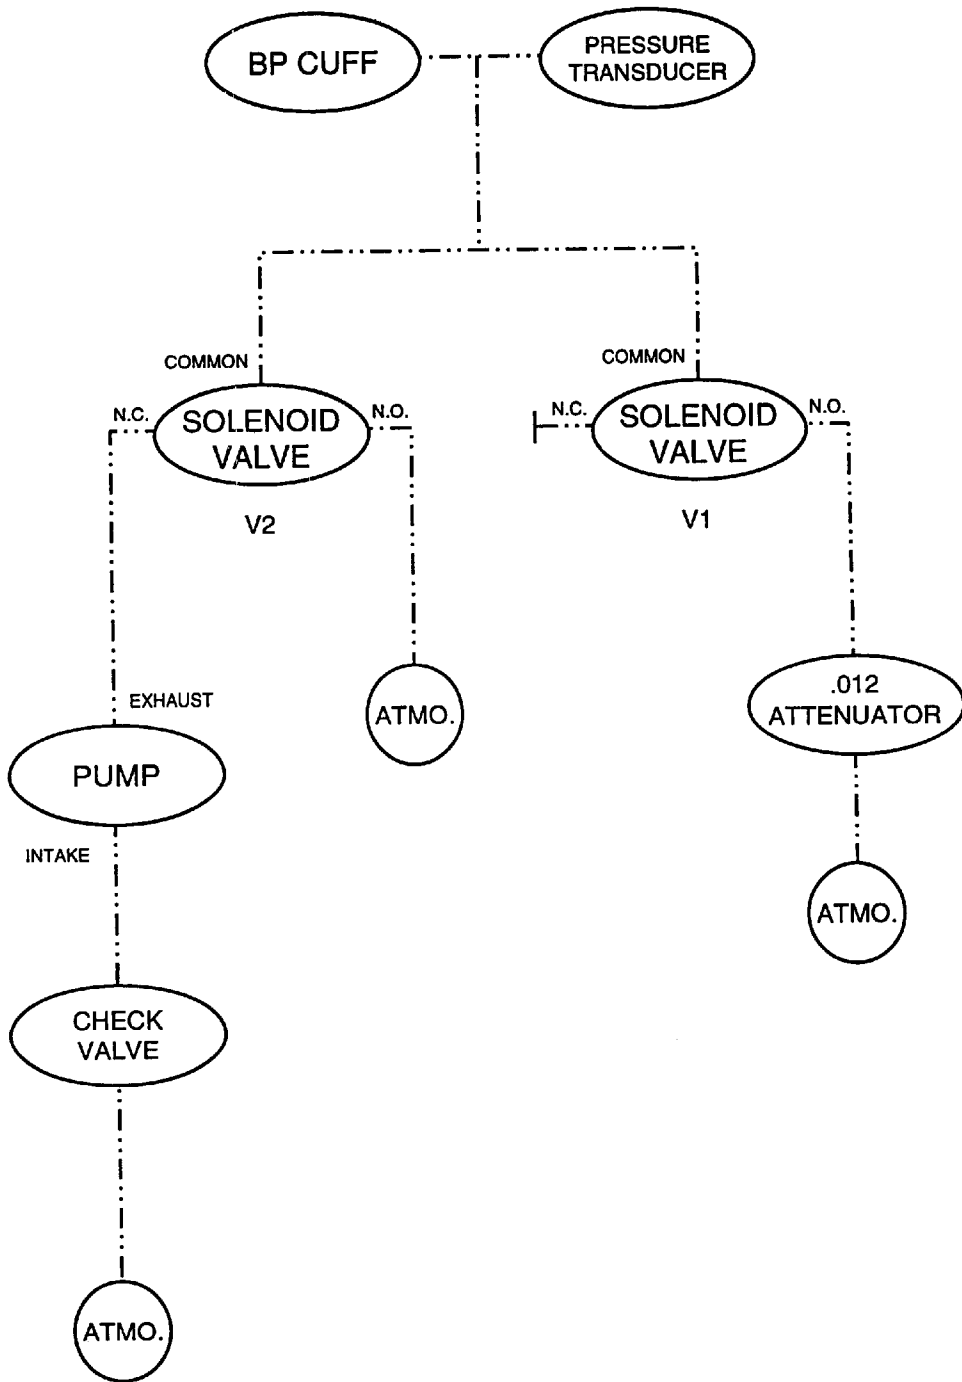 BP CUFF
PRESSURE
TRANSDUCER
COMMON
COMMON
N.C.
SOLENOID
VALVE
N.O.
V2
N.C.
SOLENOID
VALVE
N.O.
V1
EXHAUST
PUMP
INTAKE
ATMO.
.012
ATTENUATOR
ATMO.
CHECK
VALVE
ATMO.